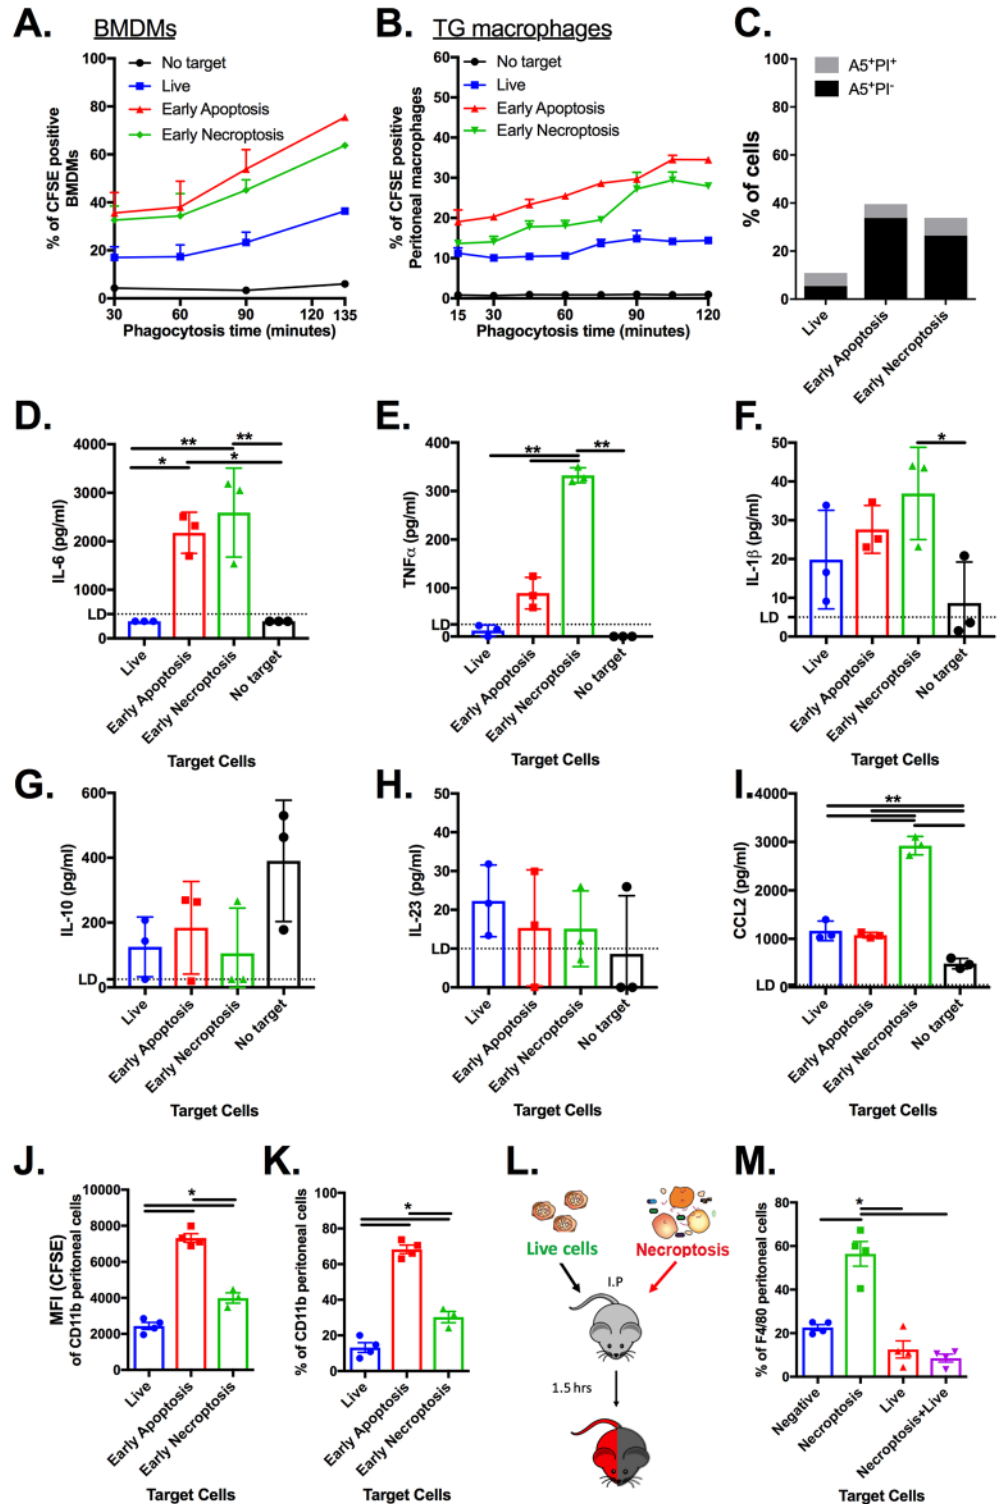 A. BMDMs
% of CFSE positive
BMDMs
100
80
60
40
20
0
No target
Live
Early Apoptosis
Early Necroptosis
30 60 90 135
Phagocytosis time (minutes)
B. TG macrophages
% of CFSE positive
Peritoneal macrophages
60
50
40
30
20
10
0
No target
Live
Early Apoptosis
Early Necroptosis
15 30 60 90 120
Phagocytosis time (minutes)
C.
% of cells
100
80
60
40
20
0
A5+PI+
A5+PI-
Live
Early Apoptosis
Early Necroptosis
D.
IL-6 (pg/ml)
4000
3000
2000
1000
LD
0
** **
* *
Live
Early Apoptosis
Early Necroptosis
No target
Target Cells
E.
TNFα (pg/ml)
400
300
200
100
LD
0
** **
Live
Early Apoptosis
Early Necroptosis
No target
Target Cells
F.
IL-1β (pg/ml)
50
40
30
20
10
LD
0
*
Live
Early Apoptosis
Early Necroptosis
No target
Target Cells
G.
IL-10 (pg/ml)
600
400
200
LD
0
Live
Early Apoptosis
Early Necroptosis
No target
Target Cells
H.
IL-23 (pg/ml)
50
40
30
20
LD
10
0
Live
Early Apoptosis
Early Necroptosis
No target
Target Cells
I.
CCL2 (pg/ml)
4000
3000
2000
1000
LD
0
**
Live
Early Apoptosis
Early Necroptosis
No target
Target Cells
J.
MFI (CFSE)
of CD11b peritoneal cells
10000
8000
6000
4000
2000
0
*
Live
Early Apoptosis
Early Necroptosis
Target Cells
K.
% of CD11b peritoneal cells
100
80
60
40
20
0
*
Live
Early Apoptosis
Early Necroptosis
Target Cells
L.
Live cells Necroptosis
I.P
1.5 hrs
M.
% of F4/80 peritoneal cells
80
60
40
20
0
*
Negative
Necroptosis
Live
Necroptosis+Live
Target Cells